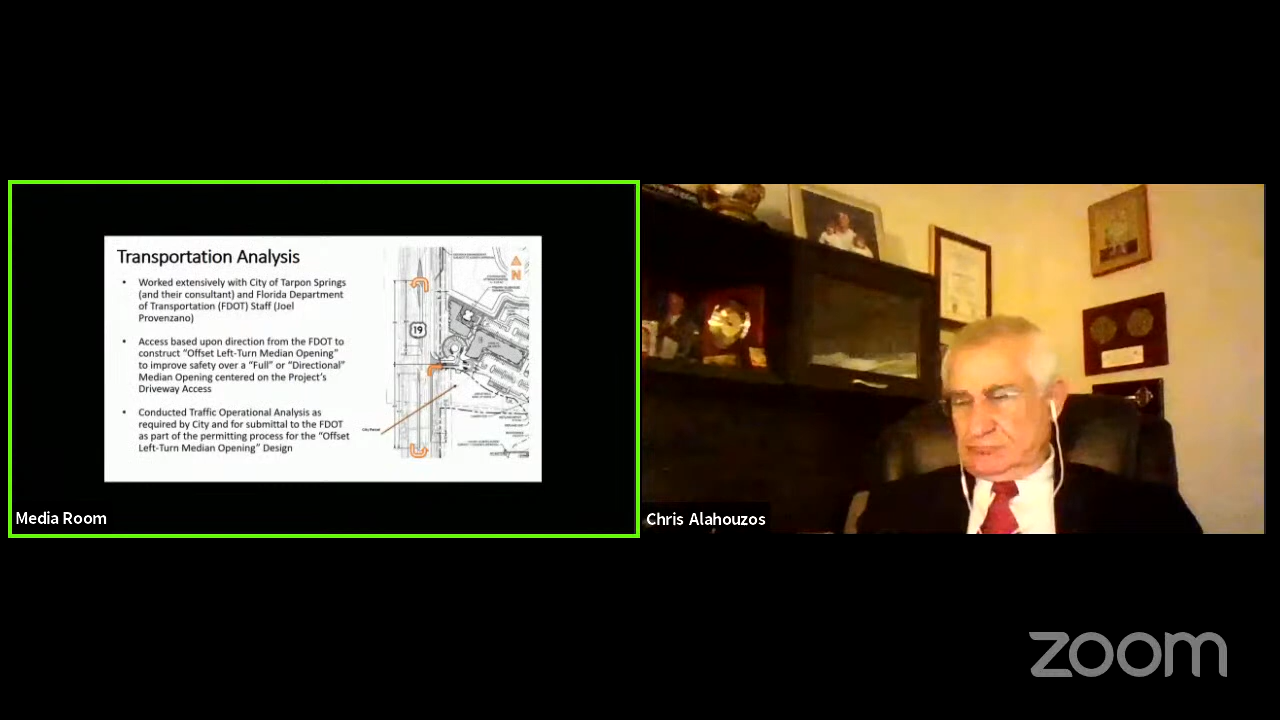 Transportation Analysis
• Worked extensively with City of Tarpon Springs
(and their consultant) and Florida Department
of Transportation (FDOT) Staff (Joel
Provenzano)
• Access based upon direction from the FDOT to
construct “Offset Left-Turn Median Opening”
to improve safety over a “Full” or “Directional”
Median Opening centered on the Project’s
Driveway Access
• Conducted Traffic Operational Analysis as
required by City and for submittal to the FDOT
as part of the permitting process for the “Offset
Left-Turn Median Opening” Design
N
19
Media Room
Chris Alahouzos
zoom